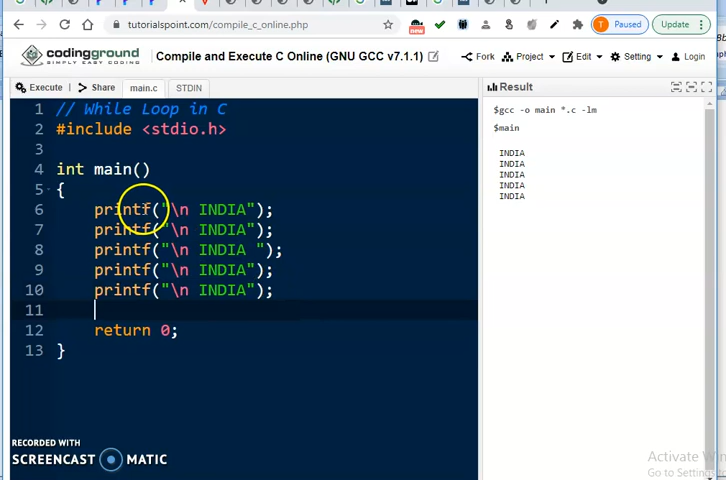 tutorialspoint.com/compile_c_online.php
new
T Paused
Update
codingground
SIMPLY EASY CODING
Compile and Execute C Online (GNU GCC v7.1.1)
Fork
Project
Edit
Setting
Login
Execute
Share
main.c
STDIN
Result
1 // While Loop in C
2 #include <stdio.h>
3
4 int main()
5 {
6 printf("\n INDIA");
7 printf("\n INDIA");
8 printf("\n INDIA ");
9 printf("\n INDIA");
10 printf("\n INDIA");
11
12 return 0;
13 }
$gcc -o main *.c -lm
$main
INDIA
INDIA
INDIA
INDIA
INDIA
RECORDED WITH
SCREENCAST MATIC
Activate Win
Go to Settings to